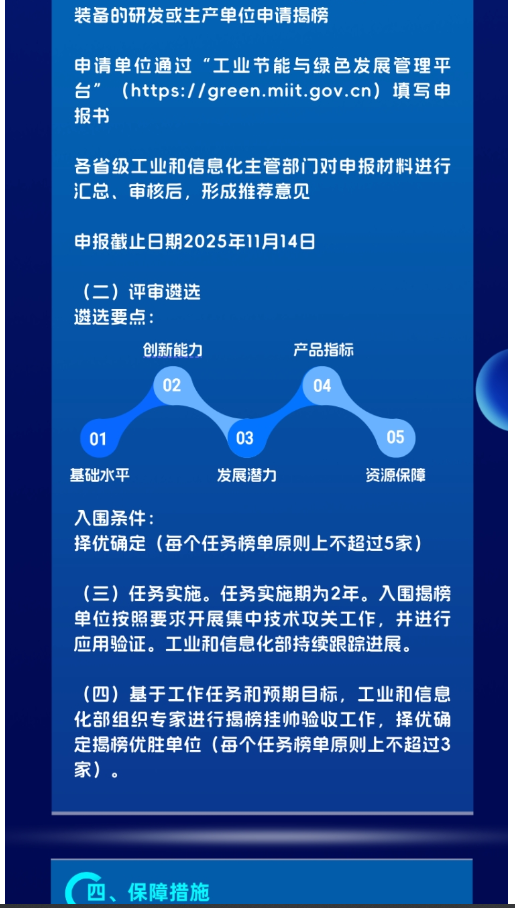 装备的研发或生产单位申请揭榜
申请单位通过“工业节能与绿色发展管理平
台”（https://green.miit.gov.cn）填写申
报书
各省级工业和信息化主管部门对申报材料进行
汇总、审核后，形成推荐意见
申报截止日期2025年11月14日
（二）评审遴选
遴选要点：
创新能力
产品指标
02
04
01
03
05
基础水平
发展潜力
资源保障
入围条件：
择优确定（每个任务榜单原则上不超过5家）
（三）任务实施。任务实施期为2年。入围揭榜
单位按照要求开展集中技术攻关工作，并进行
应用验证。工业和信息化部持续跟踪进展。
（四）基于工作任务和预期目标，工业和信息
化部组织专家进行揭榜挂帅验收工作，择优确
定揭榜优胜单位（每个任务榜单原则上不超过3
家）。
四、保障措施